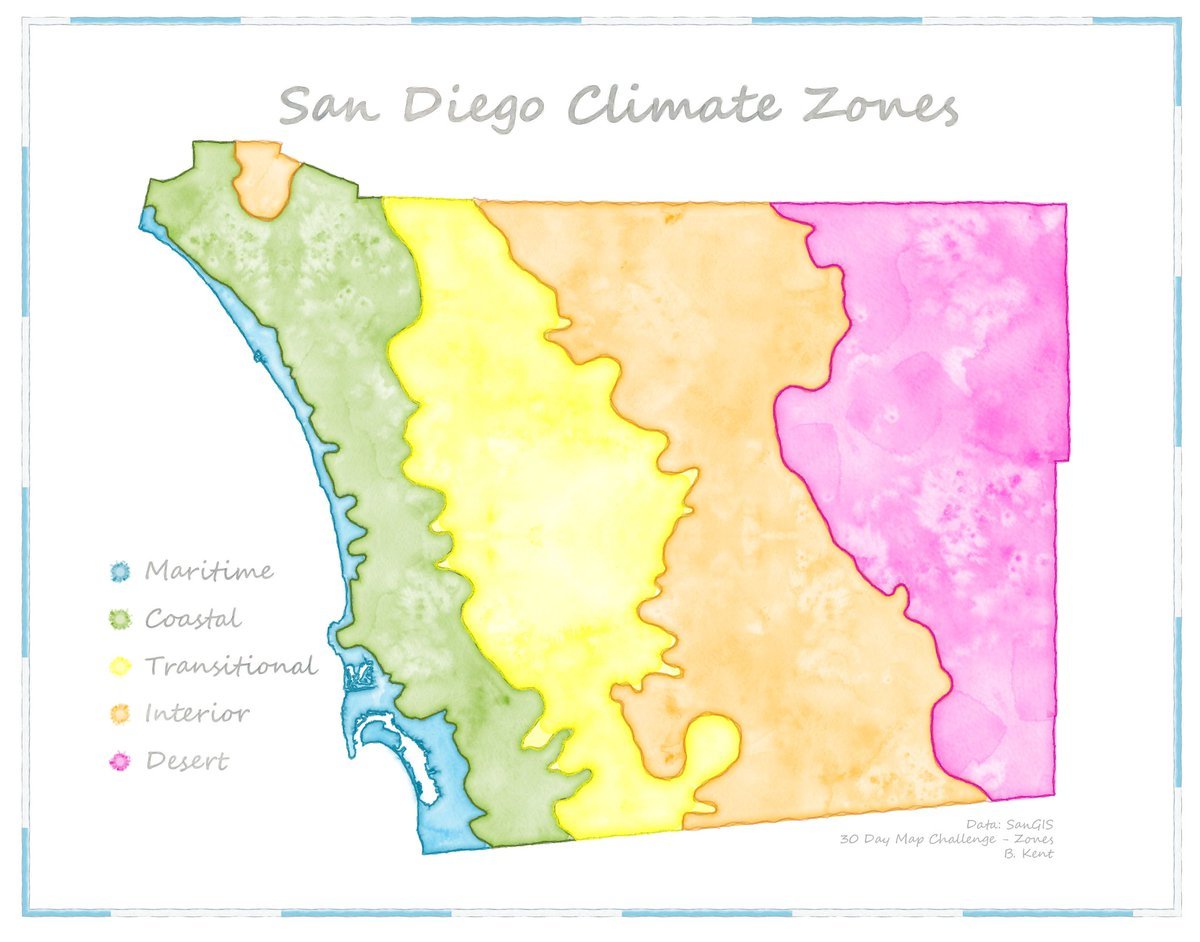 San Diego Climate Zones
Maritime
Coastal
Transitional
Interior
Desert
Data: SanGIS
30 Day Map Challenge - Zones
B. Kent